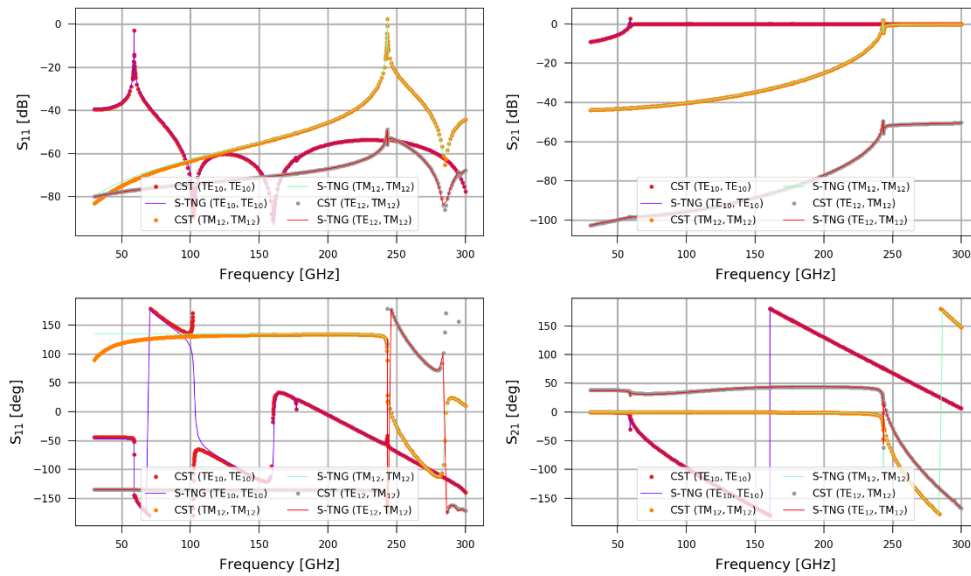 S₁₁ [dB]
0
−20
−40
−60
−80
CST (TE₁₀, TE₁₀)
S-TNG (TE₁₀, TE₁₀)
CST (TM₁₂, TM₁₂)
S-TNG (TM₁₂, TM₁₂)
CST (TE₁₂, TM₁₂)
S-TNG (TE₁₂, TM₁₂)
50 100 150 200 250 300
Frequency [GHz]
S₂₁ [dB]
0
−20
−40
−60
−80
−100
CST (TE₁₀, TE₁₀)
S-TNG (TE₁₀, TE₁₀)
CST (TM₁₂, TM₁₂)
S-TNG (TM₁₂, TM₁₂)
CST (TE₁₂, TM₁₂)
S-TNG (TE₁₂, TM₁₂)
50 100 150 200 250 300
Frequency [GHz]
S₁₁ [deg]
150
100
50
0
−50
−100
−150
CST (TE₁₀, TE₁₀)
S-TNG (TE₁₀, TE₁₀)
CST (TM₁₂, TM₁₂)
S-TNG (TM₁₂, TM₁₂)
CST (TE₁₂, TM₁₂)
S-TNG (TE₁₂, TM₁₂)
50 100 150 200 250 300
Frequency [GHz]
S₂₁ [deg]
150
100
50
0
−50
−100
−150
CST (TE₁₀, TE₁₀)
S-TNG (TE₁₀, TE₁₀)
CST (TM₁₂, TM₁₂)
S-TNG (TM₁₂, TM₁₂)
CST (TE₁₂, TM₁₂)
S-TNG (TE₁₂, TM₁₂)
50 100 150 200 250 300
Frequency [GHz]